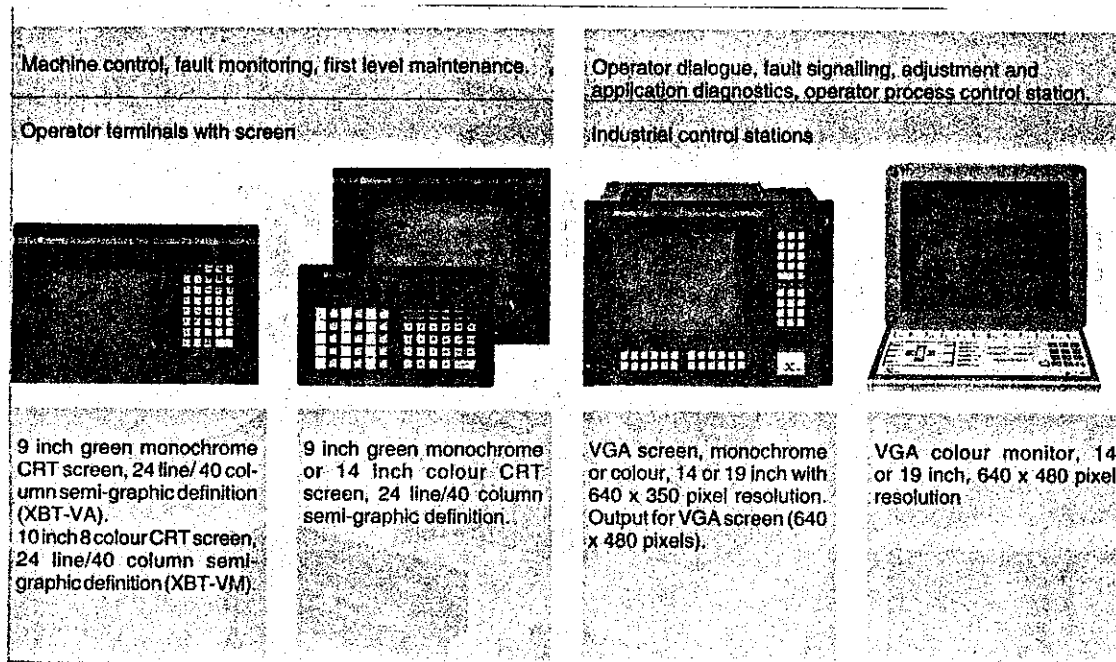 Machine control, fault monitoring, first level maintenance.
Operator dialogue, fault signalling, adjustment and
application diagnostics, operator process control station.
Operator terminals with screen
Industrial control stations
x-
9 inch green monochrome
CRT screen, 24 line/ 40 col-
umn semi-graphic definition
(XBT-VA).
10 inch 8 colour CRT screen,
24 line/40 column semi-
graphic definition (XBT-VM).
9 inch green monochrome
or 14 inch colour CRT
screen, 24 line/40 column
semi-graphic definition.
VGA screen, monochrome
or colour, 14 or 19 inch with
640 x 350 pixel resolution.
Output for VGA screen (640
x 480 pixels).
VGA colour monitor, 14
or 19 inch, 640 x 480 pixel
resolution